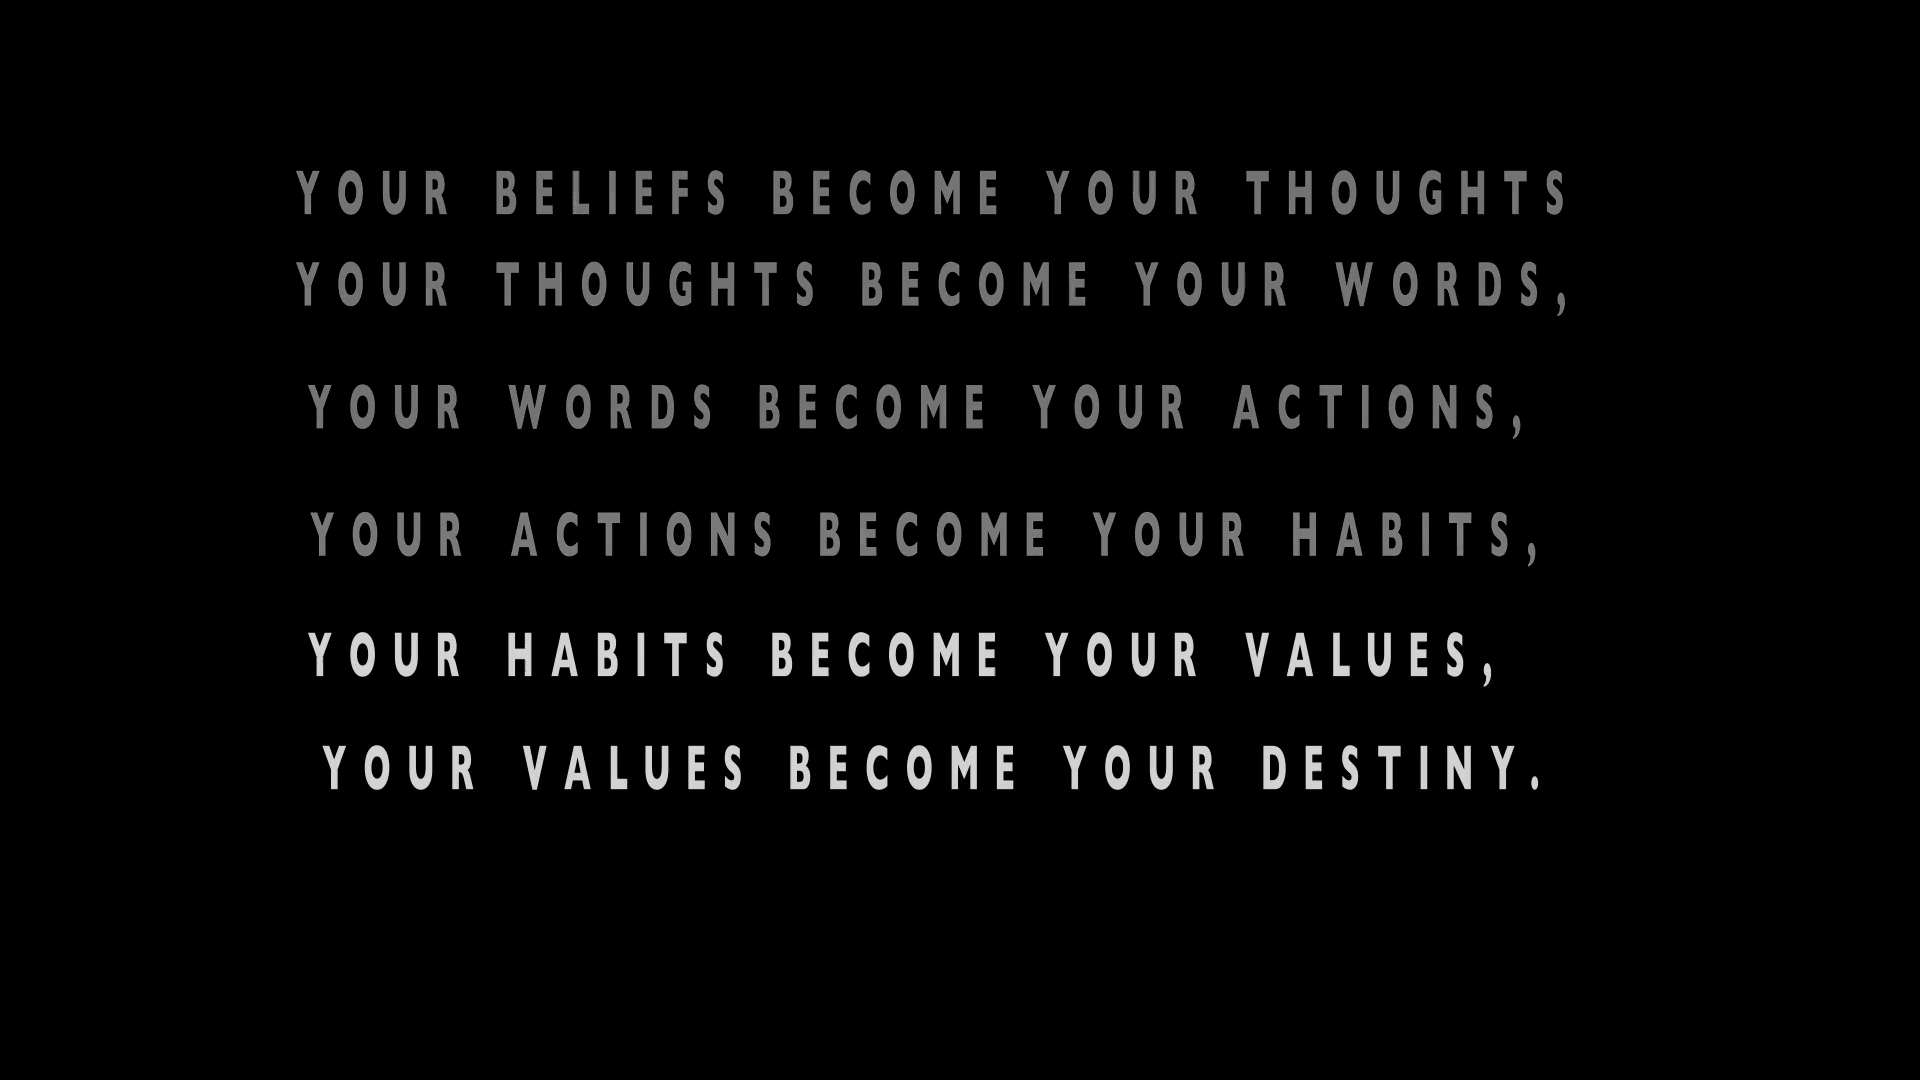 YOUR BELIEFS BECOME YOUR THOUGHTS
YOUR THOUGHTS BECOME YOUR WORDS,
YOUR WORDS BECOME YOUR ACTIONS,
YOUR ACTIONS BECOME YOUR HABITS,
YOUR HABITS BECOME YOUR VALUES,
YOUR VALUES BECOME YOUR DESTINY.